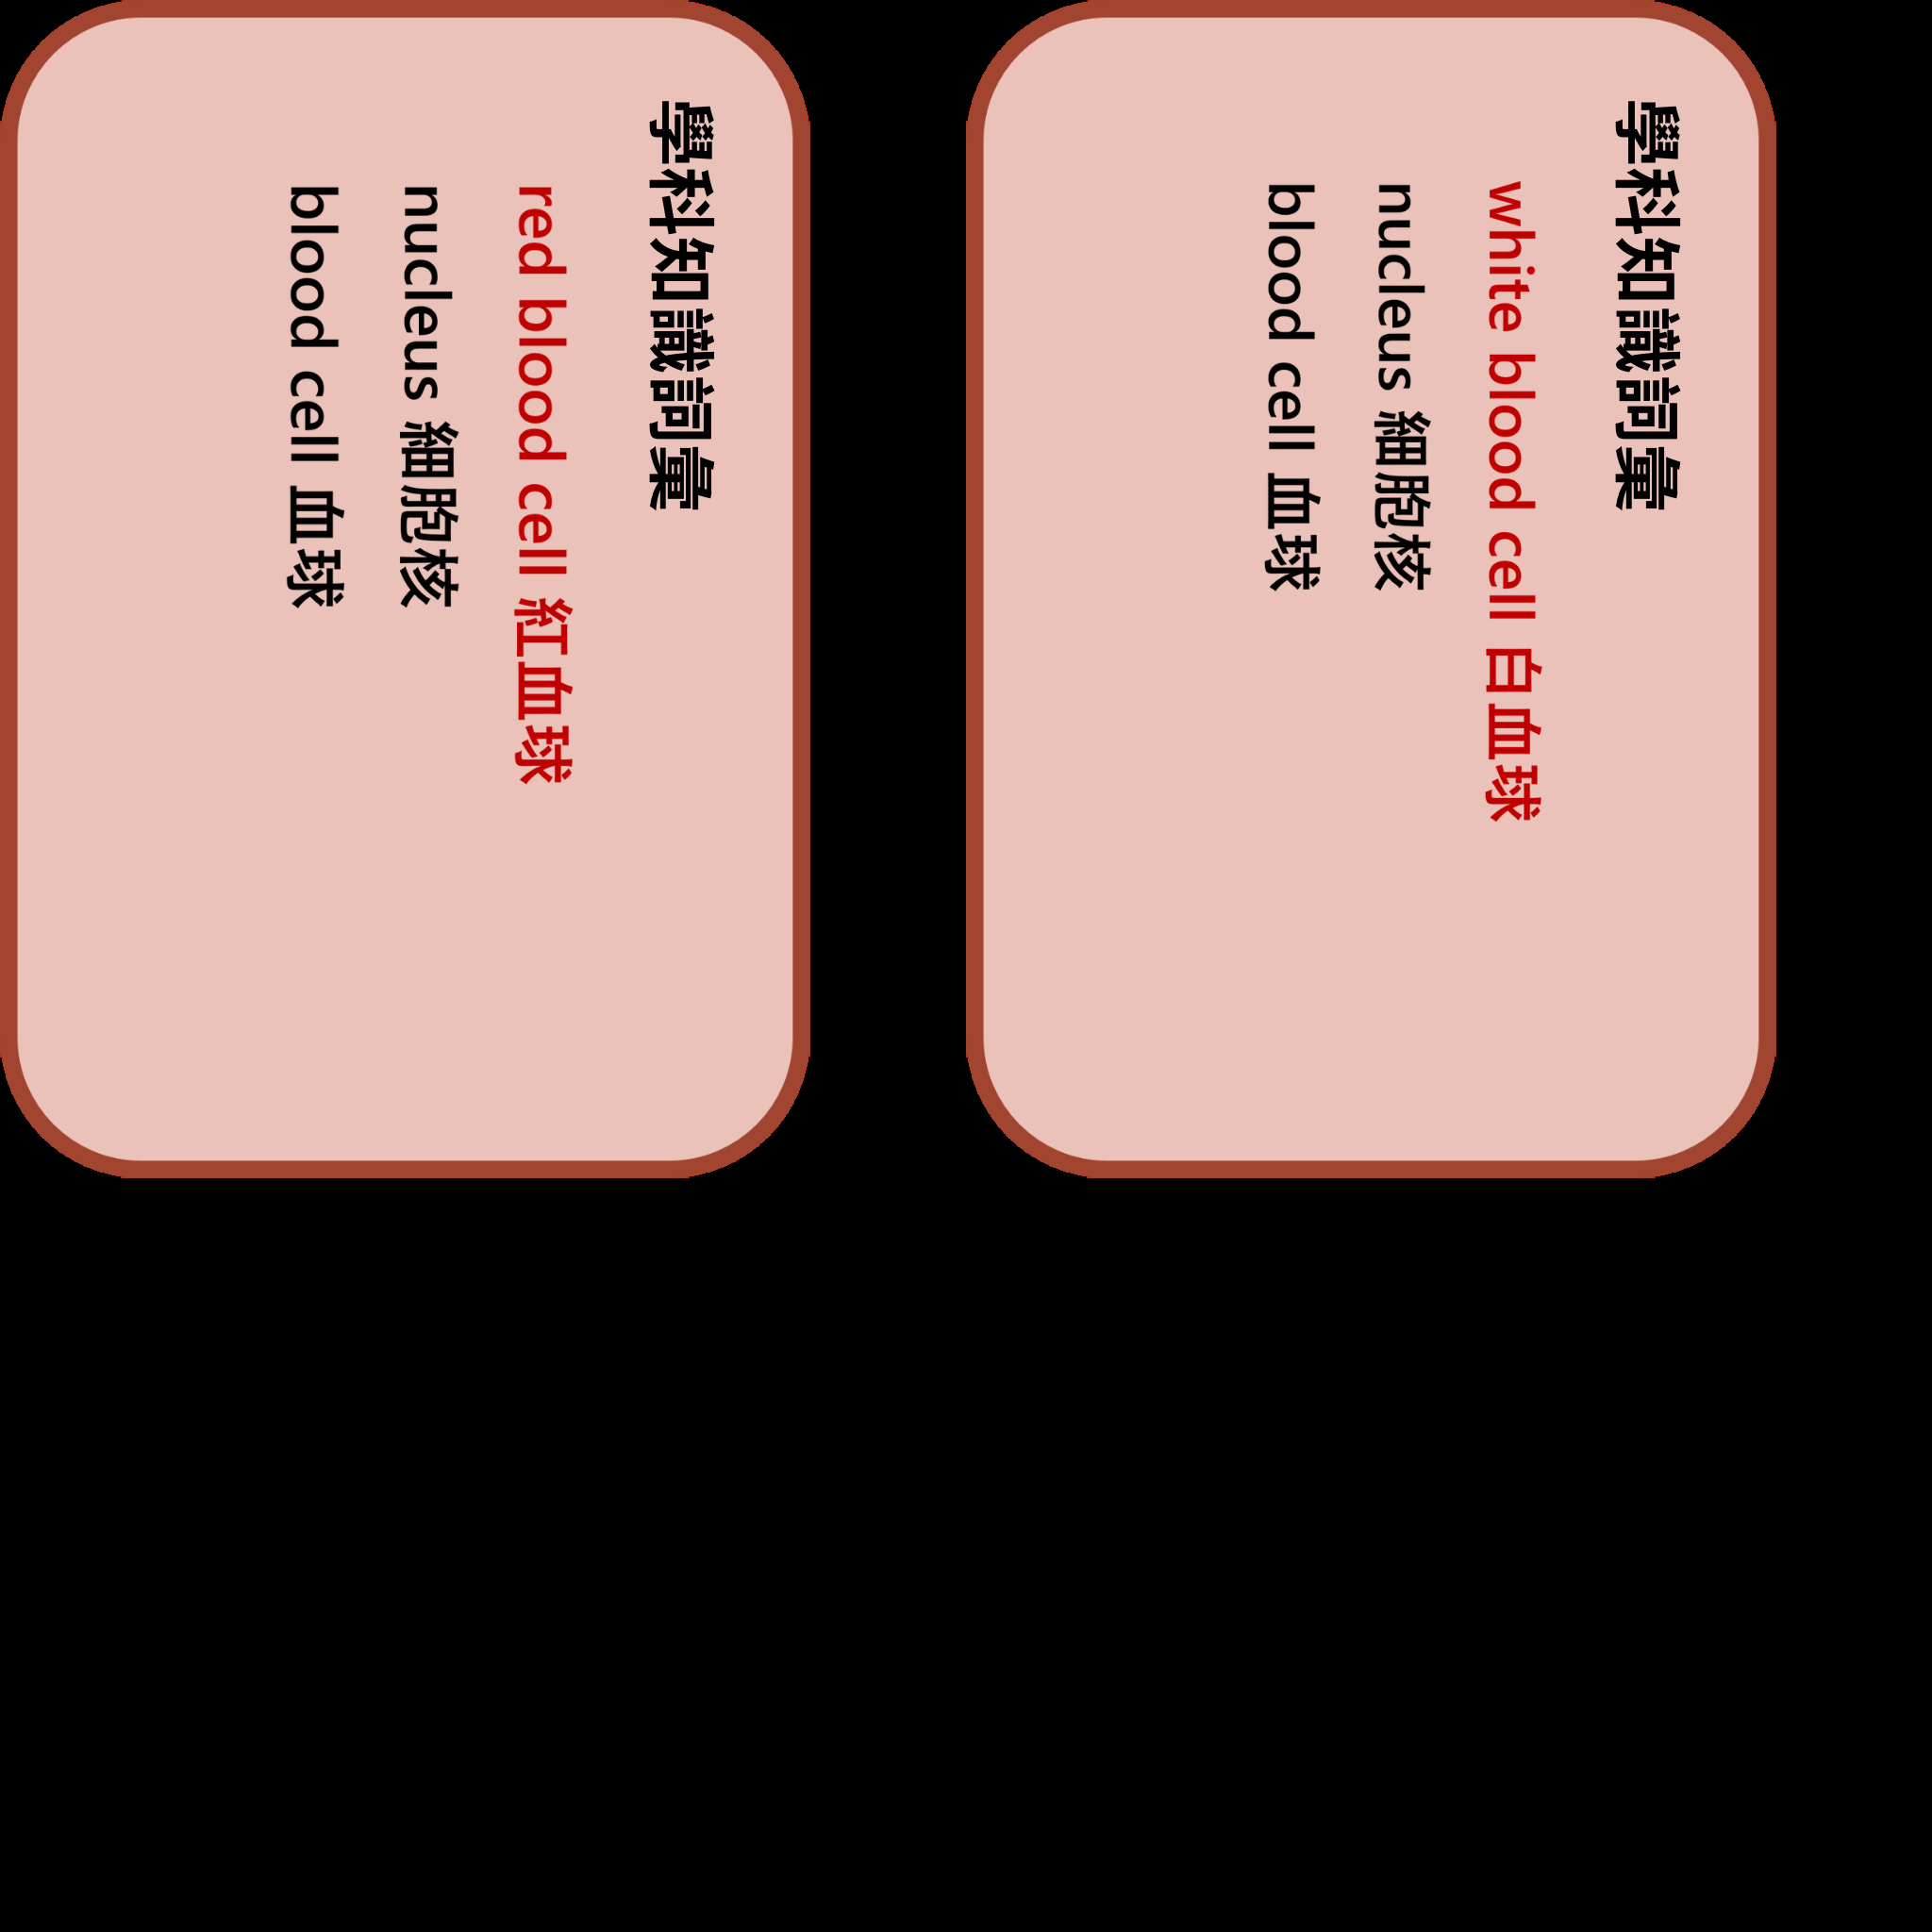 學科知識詞彙
red blood cell 紅血球
nucleus 細胞核
blood cell 血球
學科知識詞彙
white blood cell 白血球
nucleus 細胞核
blood cell 血球